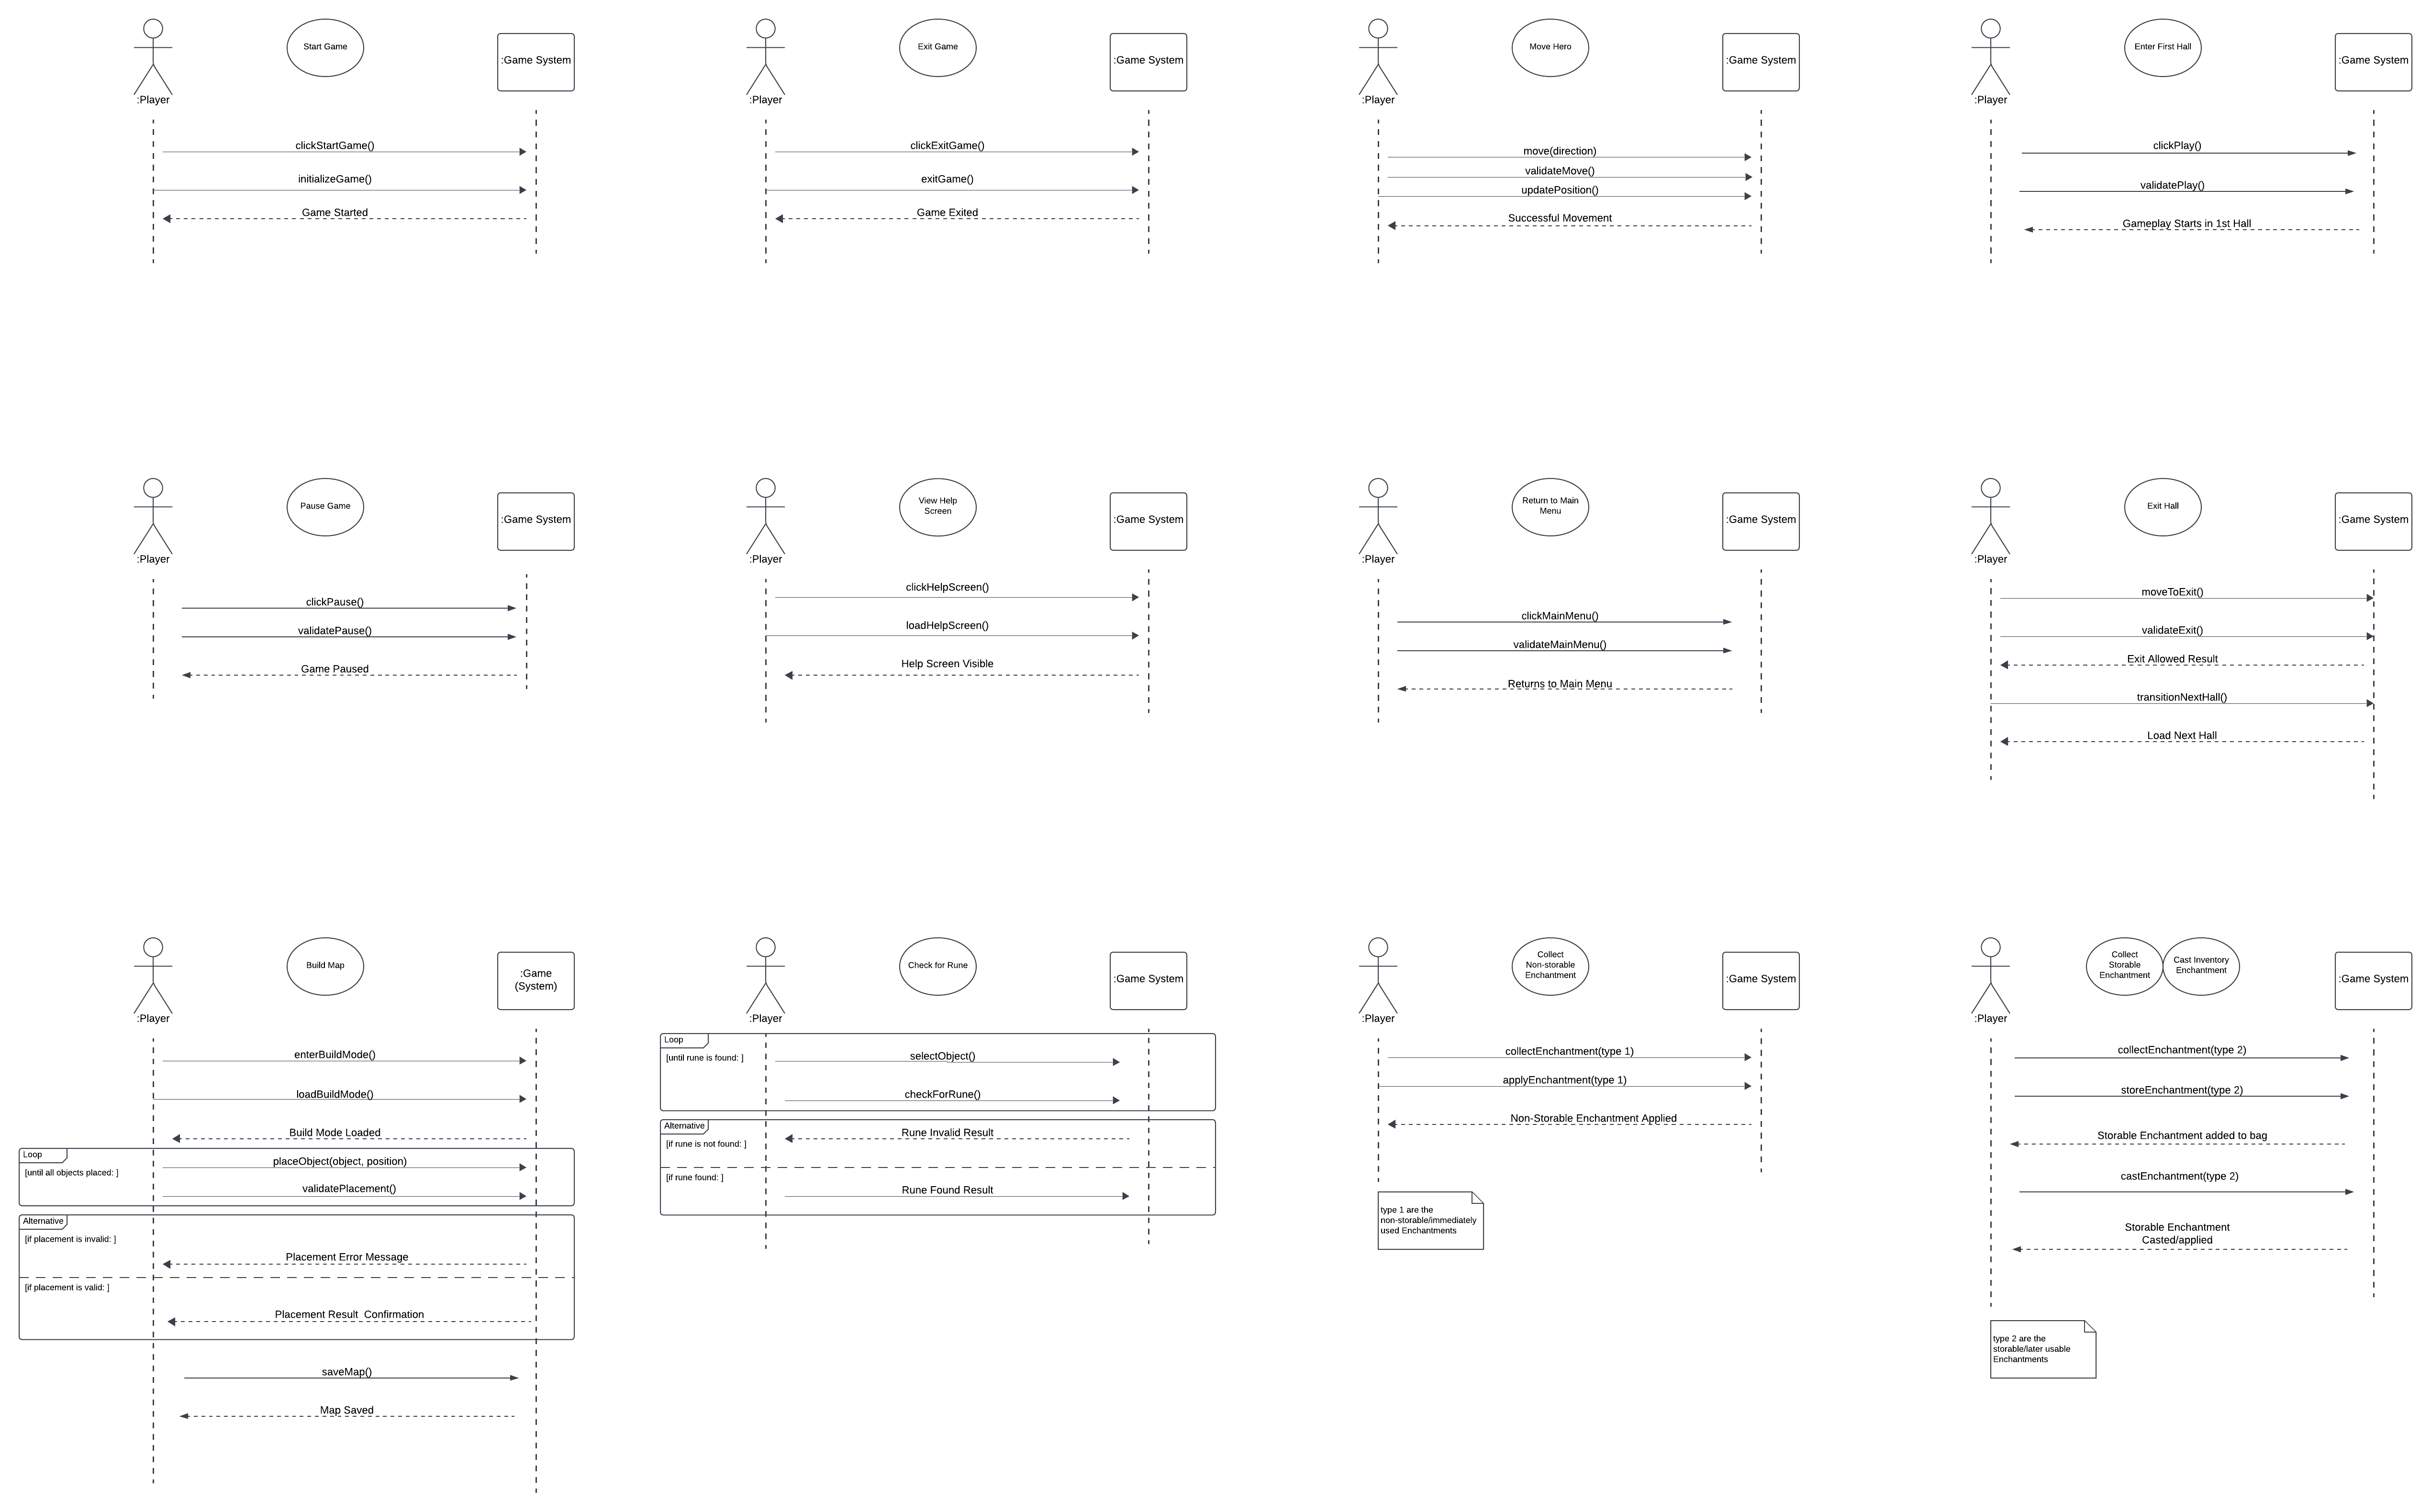 Start Game
:Game System
:Player
clickStartGame()
initializeGame()
Game Started
Exit Game
:Game System
:Player
clickExitGame()
exitGame()
Game Exited
Move Hero
:Game System
:Player
move(direction)
validateMove()
updatePosition()
Successful Movement
Enter First Hall
:Game System
:Player
clickPlay()
validatePlay()
Gameplay Starts in 1st Hall
Pause Game
:Game System
:Player
clickPause()
validatePause()
Game Paused
View Help
Screen
:Game System
:Player
clickHelpScreen()
loadHelpScreen()
Help Screen Visible
Return to Main
Menu
:Game System
:Player
clickMainMenu()
validateMainMenu()
Returns to Main Menu
Exit Hall
:Game System
:Player
moveToExit()
validateExit()
Exit Allowed Result
transitionNextHall()
Load Next Hall
Build Map
:Game
(System)
:Player
enterBuildMode()
loadBuildMode()
Build Mode Loaded
Loop
[until all objects placed: ]
placeObject(object, position)
validatePlacement()
Alternative
[if placement is invalid: ]
Placement Error Message
[if placement is valid: ]
Placement Result  Confirmation
saveMap()
Map Saved
Check for Rune
:Game System
:Player
Loop
[until rune is found: ]
selectObject()
checkForRune()
Alternative
Rune Invalid Result
[if rune is not found: ]
[if rune found: ]
Rune Found Result
Collect
Non-storable
Enchantment
:Game System
:Player
collectEnchantment(type 1)
applyEnchantment(type 1)
Non-Storable Enchantment Applied
type 1 are the
non-storable/immediately
used Enchantments
Collect
Storable
Enchantment
Cast Inventory
Enchantment
:Game System
:Player
collectEnchantment(type 2)
storeEnchantment(type 2)
Storable Enchantment added to bag
castEnchantment(type 2)
Storable Enchantment
Casted/applied
type 2 are the
storable/later usable
Enchantments